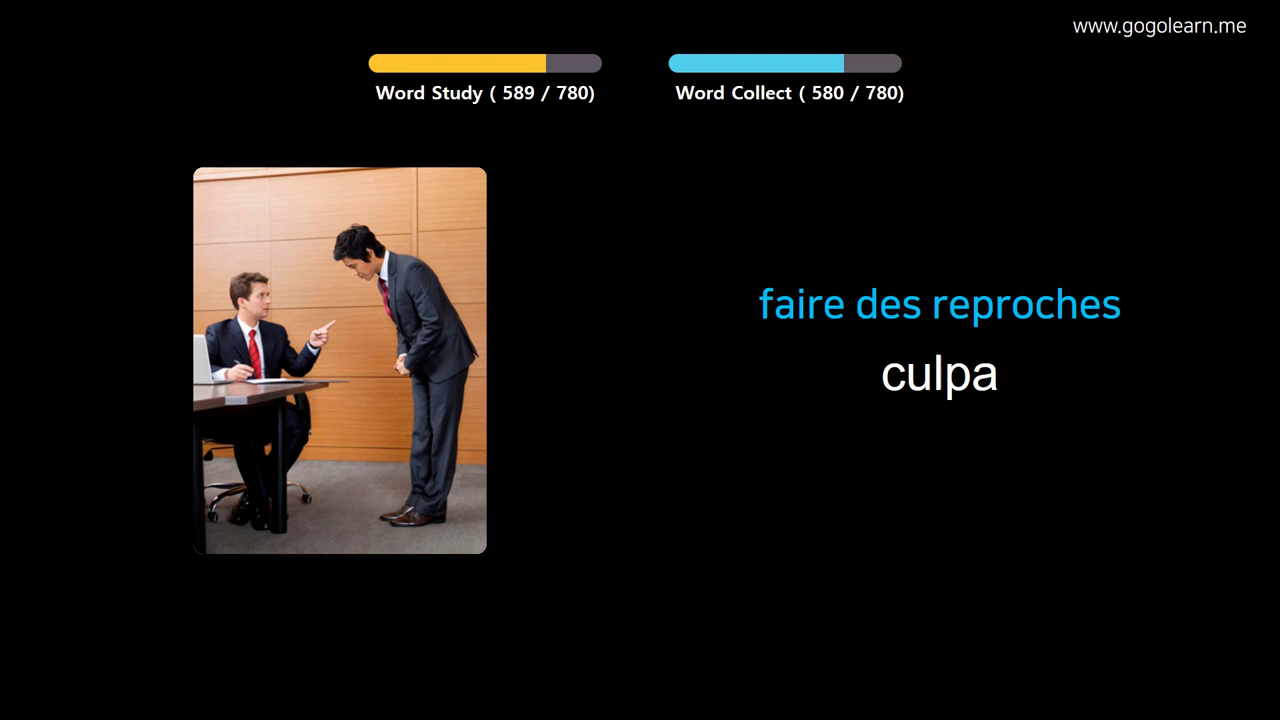 www.gogolearn.me
Word Study ( 589 / 780)
Word Collect ( 580 / 780)
faire des reproches
culpa